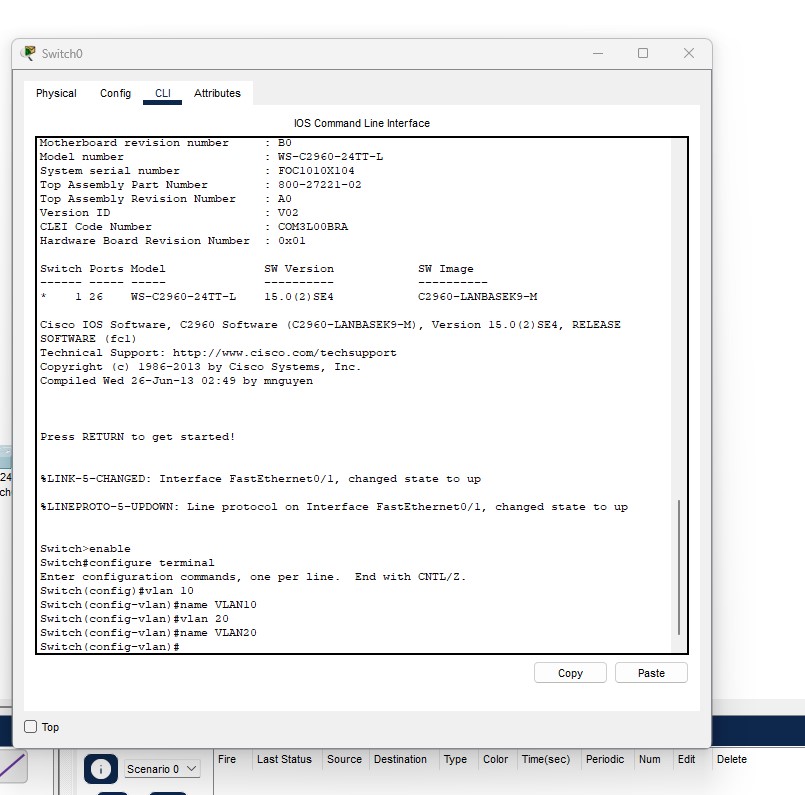 Switch0
Physical Config CLI Attributes
IOS Command Line Interface
Motherboard revision number : B0
Model number : WS-C2960-24TT-L
System serial number : FOC1010X104
Top Assembly Part Number : 800-27221-02
Top Assembly Revision Number : A0
Version ID : V02
CLEI Code Number : COM3L00BRA
Hardware Board Revision Number : 0x01
Switch Ports Model SW Version SW Image
------ ----- ----- ---------- ----------
* 1 26 WS-C2960-24TT-L 15.0(2)SE4 C2960-LANBASEK9-M
Cisco IOS Software, C2960 Software (C2960-LANBASEK9-M), Version 15.0(2)SE4, RELEASE
SOFTWARE (fc1)
Technical Support: http://www.cisco.com/techsupport
Copyright (c) 1986-2013 by Cisco Systems, Inc.
Compiled Wed 26-Jun-13 02:49 by mnguyen
Press RETURN to get started!
%LINK-5-CHANGED: Interface FastEthernet0/1, changed state to up
%LINEPROTO-5-UPDOWN: Line protocol on Interface FastEthernet0/1, changed state to up
Switch>enable
Switch#configure terminal
Enter configuration commands, one per line. End with CNTL/Z.
Switch(config)#vlan 10
Switch(config-vlan)#name VLAN10
Switch(config-vlan)#vlan 20
Switch(config-vlan)#name VLAN20
Switch(config-vlan)#
Copy Paste
Top
24
ch
Scenario 0
Fire Last Status Source Destination Type Color Time(sec) Periodic Num Edit Delete